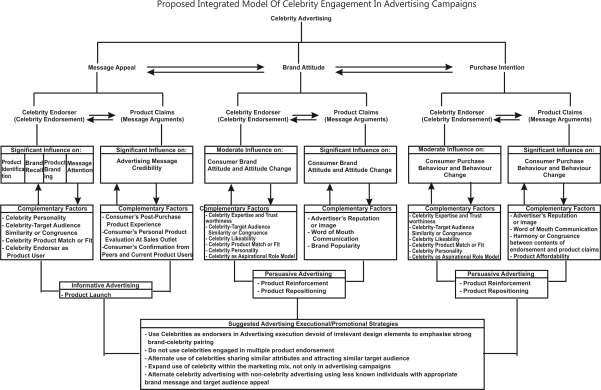 Proposed Integrated Model Of Celebrity Engagement In Advertising Campaigns
Celebrity Advertising
Message Appeal
Brand Attitude
Purchase Intention
Celebrity Endorser
(Celebrity Endorsement)
Product Claims
(Message Arguments)
Celebrity Endorser
(Celebrity Endorsement)
Product Claims
(Message Arguments)
Celebrity Endorser
(Celebrity Endorsement)
Product Claims
(Message Arguments)
Significant Influence on:
Product Identification
Brand Recall
Product Branding
Message Attention
Significant Influence on:
Advertising Message
Credibility
Moderate Influence on:
Consumer Brand
Attitude and Attitude Change
Significant Influence on:
Consumer Brand
Attitude and Attitude Change
Moderate Influence on:
Consumer Purchase
Behaviour and Behaviour
Change
Significant Influence on:
Consumer Purchase
Behaviour and Behaviour
Change
Complementary Factors
- Celebrity Personality
- Celebrity-Target Audience
Similarity or Congruence
- Celebrity Product Match or Fit
- Celebrity Endorser as
Product User
Complementary Factors
- Consumer's Post-Purchase
Product Experience
-Consumer's Personal Product
Evaluation At Sales Outlet
-Consumer's Confirmation from
Peers and Current Product Users
Complementary Factors
- Celebrity Expertise and Trust
worthiness
- Celebrity-Target Audience
Similarity or Congruence
- Celebrity Likeability
- Celebrity Product Match or Fit
- Celebrity Personality
- Celebrity as Aspirational Role Model
Complementary Factors
- Advertiser's Reputation
or image
- Word of Mouth
Communication
- Brand Popularity
Complementary Factors
- Celebrity Expertise and Trust
worthiness
- Celebrity-Target Audience
Similarity or Congruence
- Celebrity Likeability
- Celebrity Product Match or Fit
- Celebrity Personality
- Celebrity as Aspirational Role Model
Complementary Factors
- Advertiser's Reputation
or image
- Word of Mouth Communication
- Harmony or Congruence
between contents of
endorsement and product claims
- Product Affordability
Informative Advertising
- Product Launch
Persuasive Advertising
- Product Reinforcement
- Product Repositioning
Persuasive Advertising
- Product Reinforcement
- Product Repositioning
Suggested Advertising Executional/Promotional Strategies
- Use Celebrities as endorsers in Advertising execution devoid of irrelevant design elements to emphasise strong
brand-celebrity pairing
- Do not use celebrities engaged in multiple product endorsement
- Alternate use of celebrities sharing similar attributes and attracting similar target audience
- Expand use of celebrity within the marketing mix, not only in advertising campaigns
- Alternate celebrity advertising with non-celebrity advertising using less known individuals with appropriate
brand message and target audience appeal